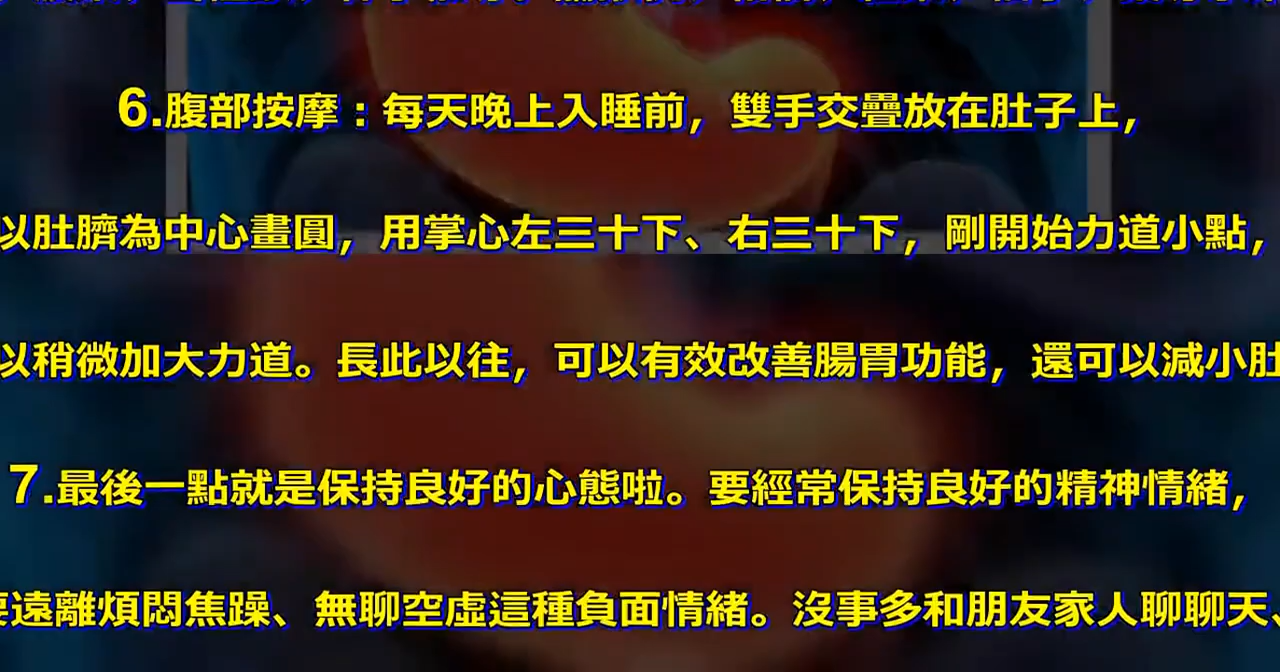 6.腹部按摩：每天晚上入睡前，雙手交疊放在肚子上，
以肚臍為中心畫圓，用掌心左三十下、右三十下，剛開始力道小點，
以稍微加大力道。長此以往，可以有效改善腸胃功能，還可以減小肚
7.最後一點就是保持良好的心態啦。要經常保持良好的精神情緒，
要遠離煩悶焦躁、無聊空虛這種負面情緒。沒事多和朋友家人聊聊天、